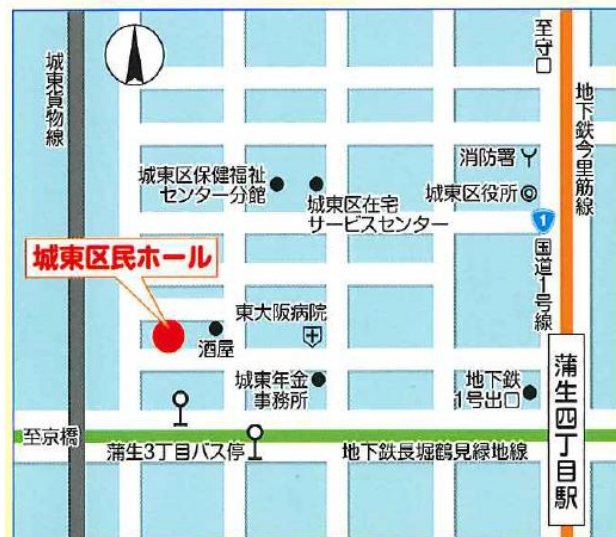 至守口
城東貨物線
地下鉄今里筋線
消防署
城東区保健福祉
センター分館
城東区役所
城東区在宅
サービスセンター
1
国道1号線
城東区民ホール
東大阪病院
酒屋
蒲生四丁目駅
城東年金
事務所
地下鉄
1号出口
至京橋
蒲生3丁目バス停
地下鉄長堀鶴見緑地線